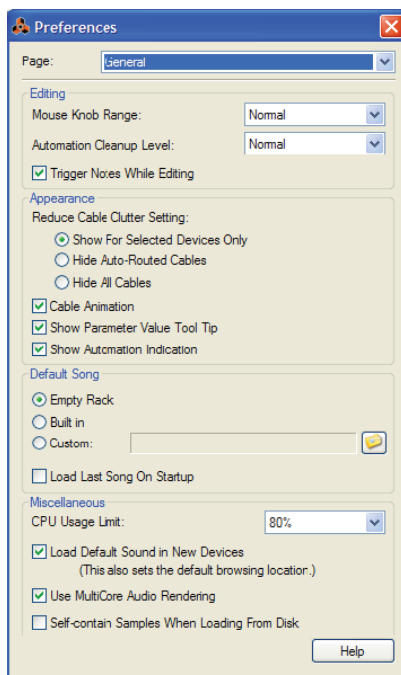 Preferences
Page: General
Editing
Mouse Knob Range: Normal
Automation Cleanup Level: Normal
Trigger Notes While Editing
Appearance
Reduce Cable Clutter Setting:
Show For Selected Devices Only
Hide Auto-Routed Cables
Hide All Cables
Cable Animation
Show Parameter Value Tool Tip
Show Automation Indication
Default Song
Empty Rack
Built in
Custom:
Load Last Song On Startup
Miscellaneous
CPU Usage Limit: 80%
Load Default Sound in New Devices
(This also sets the default browsing location.)
Use MultiCore Audio Rendering
Self-contain Samples When Loading From Disk
Help